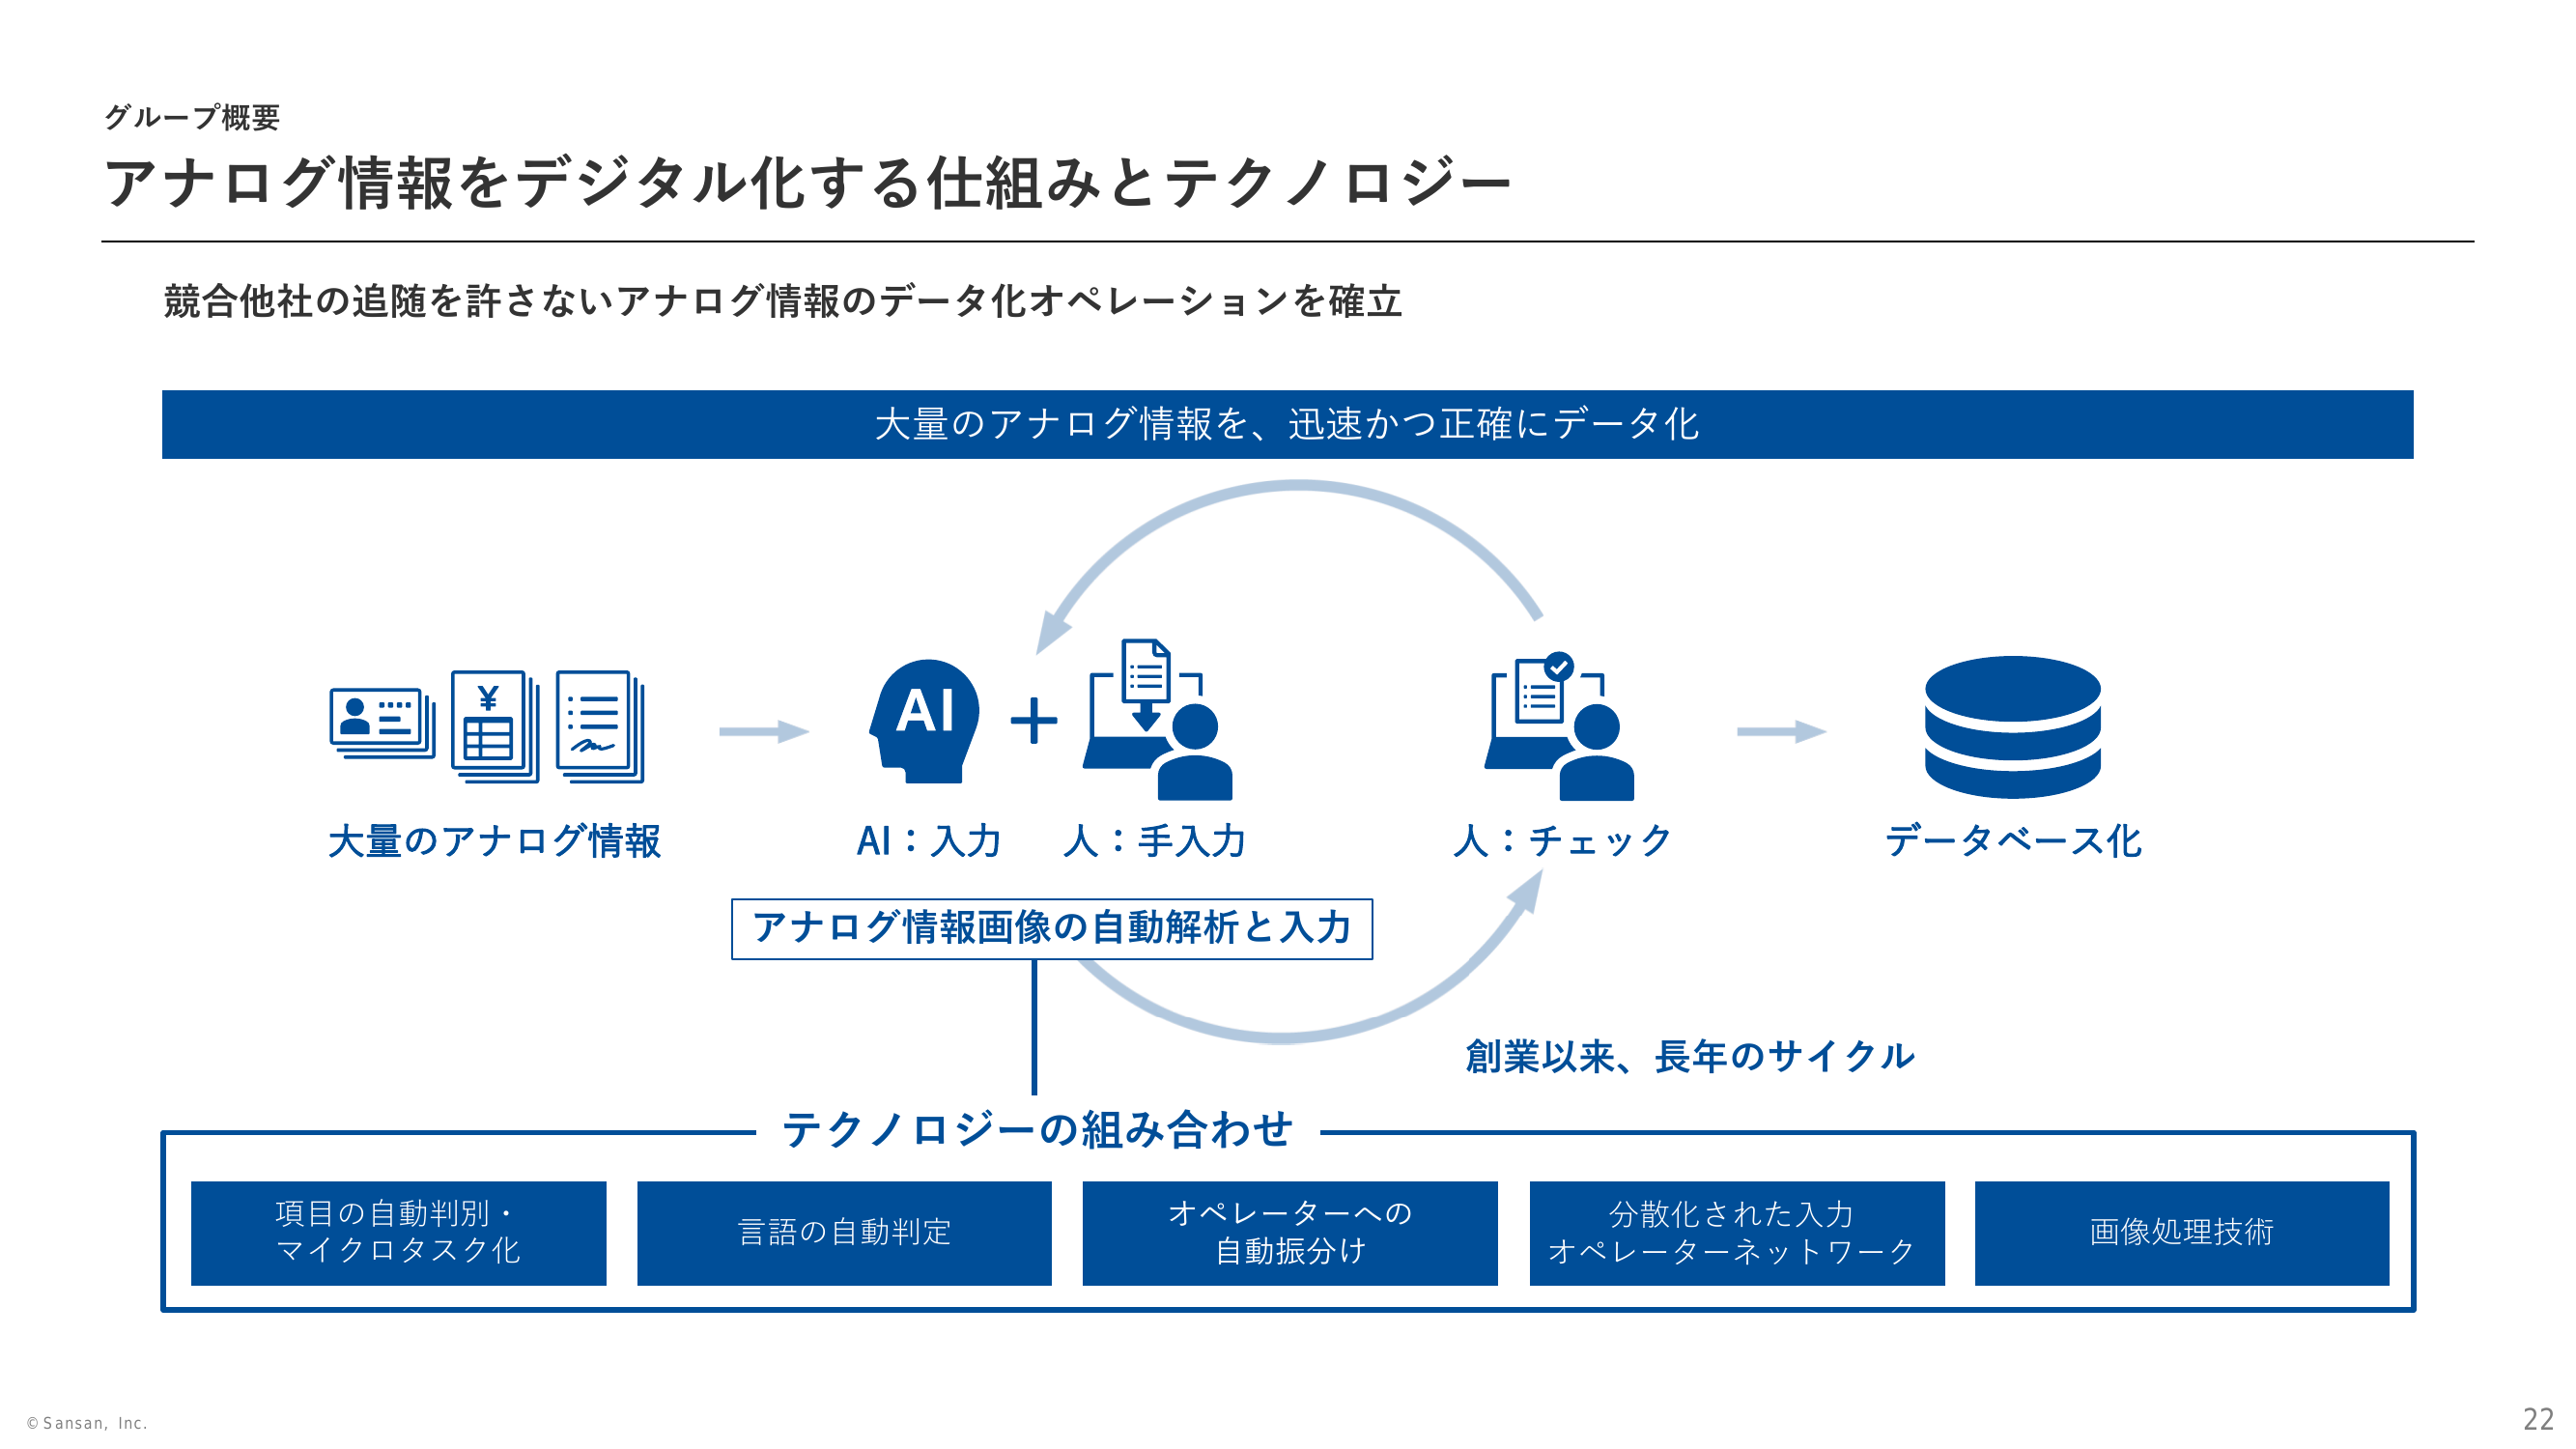 グループ概要
アナログ情報をデジタル化する仕組みとテクノロジー
競合他社の追随を許さないアナログ情報のデータ化オペレーションを確立
大量のアナログ情報を、迅速かつ正確にデータ化
¥
AI
大量のアナログ情報
AI：入力
人：手入力
人：チェック
データベース化
アナログ情報画像の自動解析と入力
創業以来、長年のサイクル
テクノロジーの組み合わせ
項目の自動判別・
マイクロタスク化
言語の自動判定
オペレーターへの
自動振分け
分散化された入力
オペレーターネットワーク
画像処理技術
© Sansan, Inc.
22